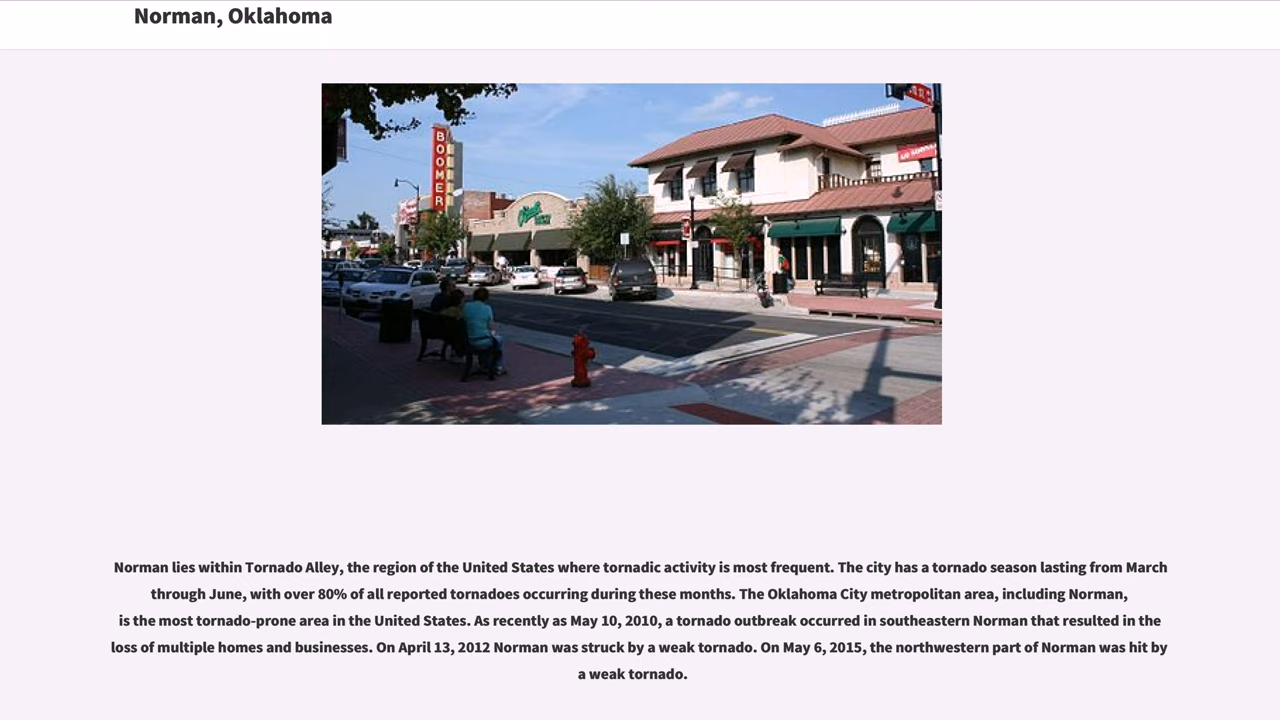 Norman, Oklahoma
BOOMER
Norman lies within Tornado Alley, the region of the United States where tornadic activity is most frequent. The city has a tornado season lasting from March
through June, with over 80% of all reported tornadoes occurring during these months. The Oklahoma City metropolitan area, including Norman,
is the most tornado-prone area in the United States. As recently as May 10, 2010, a tornado outbreak occurred in southeastern Norman that resulted in the
loss of multiple homes and businesses. On April 13, 2012 Norman was struck by a weak tornado. On May 6, 2015, the northwestern part of Norman was hit by
a weak tornado.